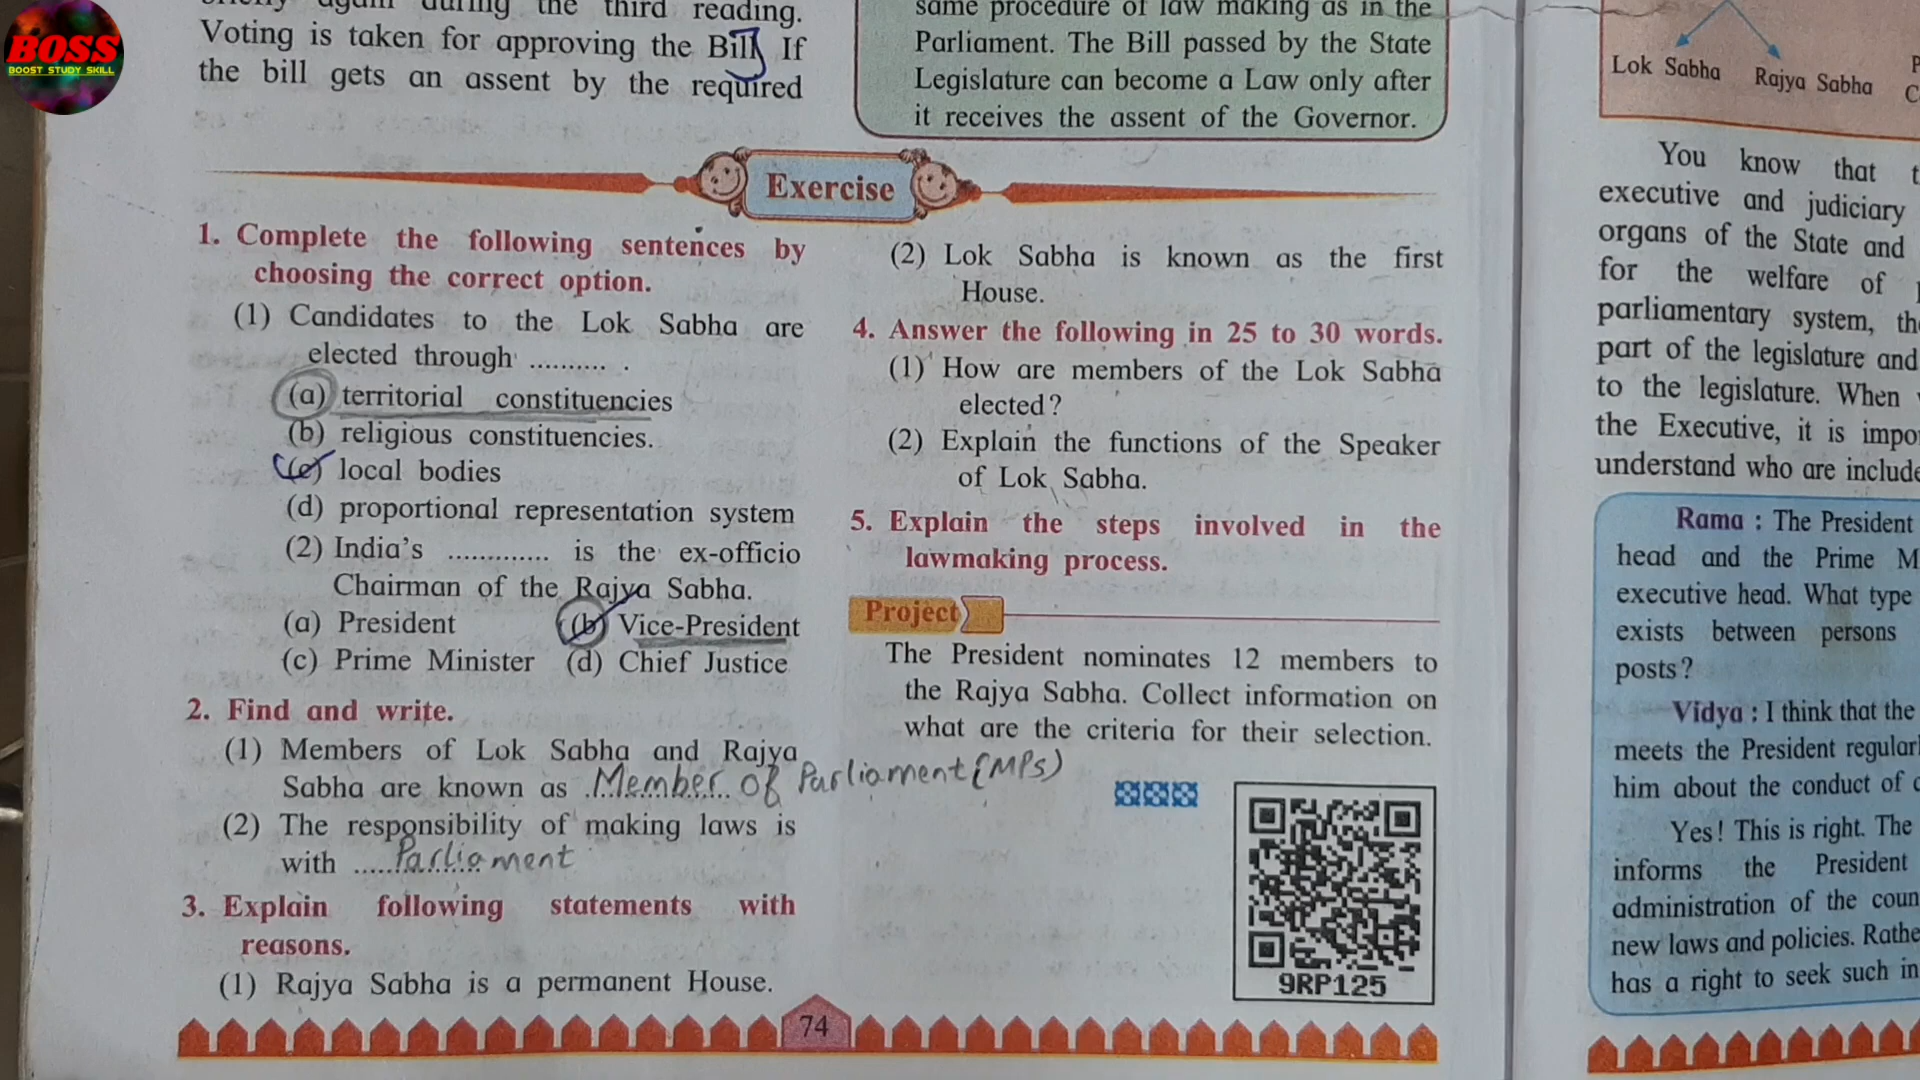 BOSS
BOOST STUDY SKILL
again during the third reading.
Voting is taken for approving the Bill. If
the bill gets an assent by the required
same procedure of law making as in the
Parliament. The Bill passed by the State
Legislature can become a Law only after
it receives the assent of the Governor.
Exercise
1. Complete the following sentences by
choosing the correct option.
(1) Candidates to the Lok Sabha are
elected through .......... .
(a) territorial constituencies
(b) religious constituencies.
(c) local bodies
(d) proportional representation system
(2) India's ............. is the ex-officio
Chairman of the Rajya Sabha.
(a) President (b) Vice-President
(c) Prime Minister (d) Chief Justice
2. Find and write.
(1) Members of Lok Sabha and Rajya
Sabha are known as Member of Parliament (MPs)
(2) The responsibility of making laws is
with ..... Parliament
3. Explain following statements with
reasons.
(1) Rajya Sabha is a permanent House.
(2) Lok Sabha is known as the first
House.
4. Answer the following in 25 to 30 words.
(1) How are members of the Lok Sabha
elected?
(2) Explain the functions of the Speaker
of Lok Sabha.
5. Explain the steps involved in the
lawmaking process.
Project
The President nominates 12 members to
the Rajya Sabha. Collect information on
what are the criteria for their selection.
9RP125
74
Lok Sabha Rajya Sabha
You know that
executive and judiciary
organs of the State and
for the welfare of
parliamentary system,
part of the legislature and
to the legislature. When
the Executive, it is
understand who are
Rama : The President
head and the Prime
executive head. What type
exists between persons
posts?
Vidya : I think that the
meets the President
him about the conduct of
Yes! This is right. The
informs the President
administration of the
new laws and policies.
has a right to seek such